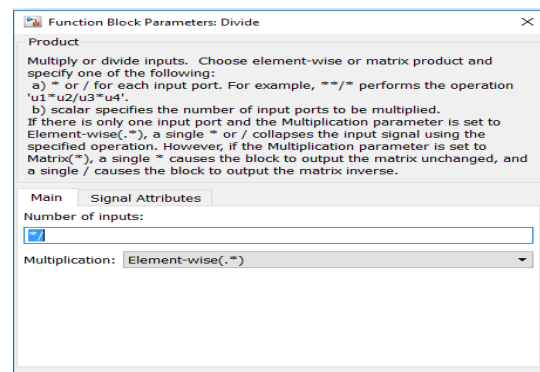 Function Block Parameters: Divide
Product
Multiply or divide inputs.  Choose element-wise or matrix product and
specify one of the following:
a) * or / for each input port. For example, **/* performs the operation
'u1*u2/u3*u4'.
b) scalar specifies the number of input ports to be multiplied.
If there is only one input port and the Multiplication parameter is set to
Element-wise(.*), a single * or / collapses the input signal using the
specified operation. However, if the Multiplication parameter is set to
Matrix(*), a single * causes the block to output the matrix unchanged, and
a single / causes the block to output the matrix inverse.
Main Signal Attributes
Number of inputs:
*/
Multiplication: Element-wise(.*)